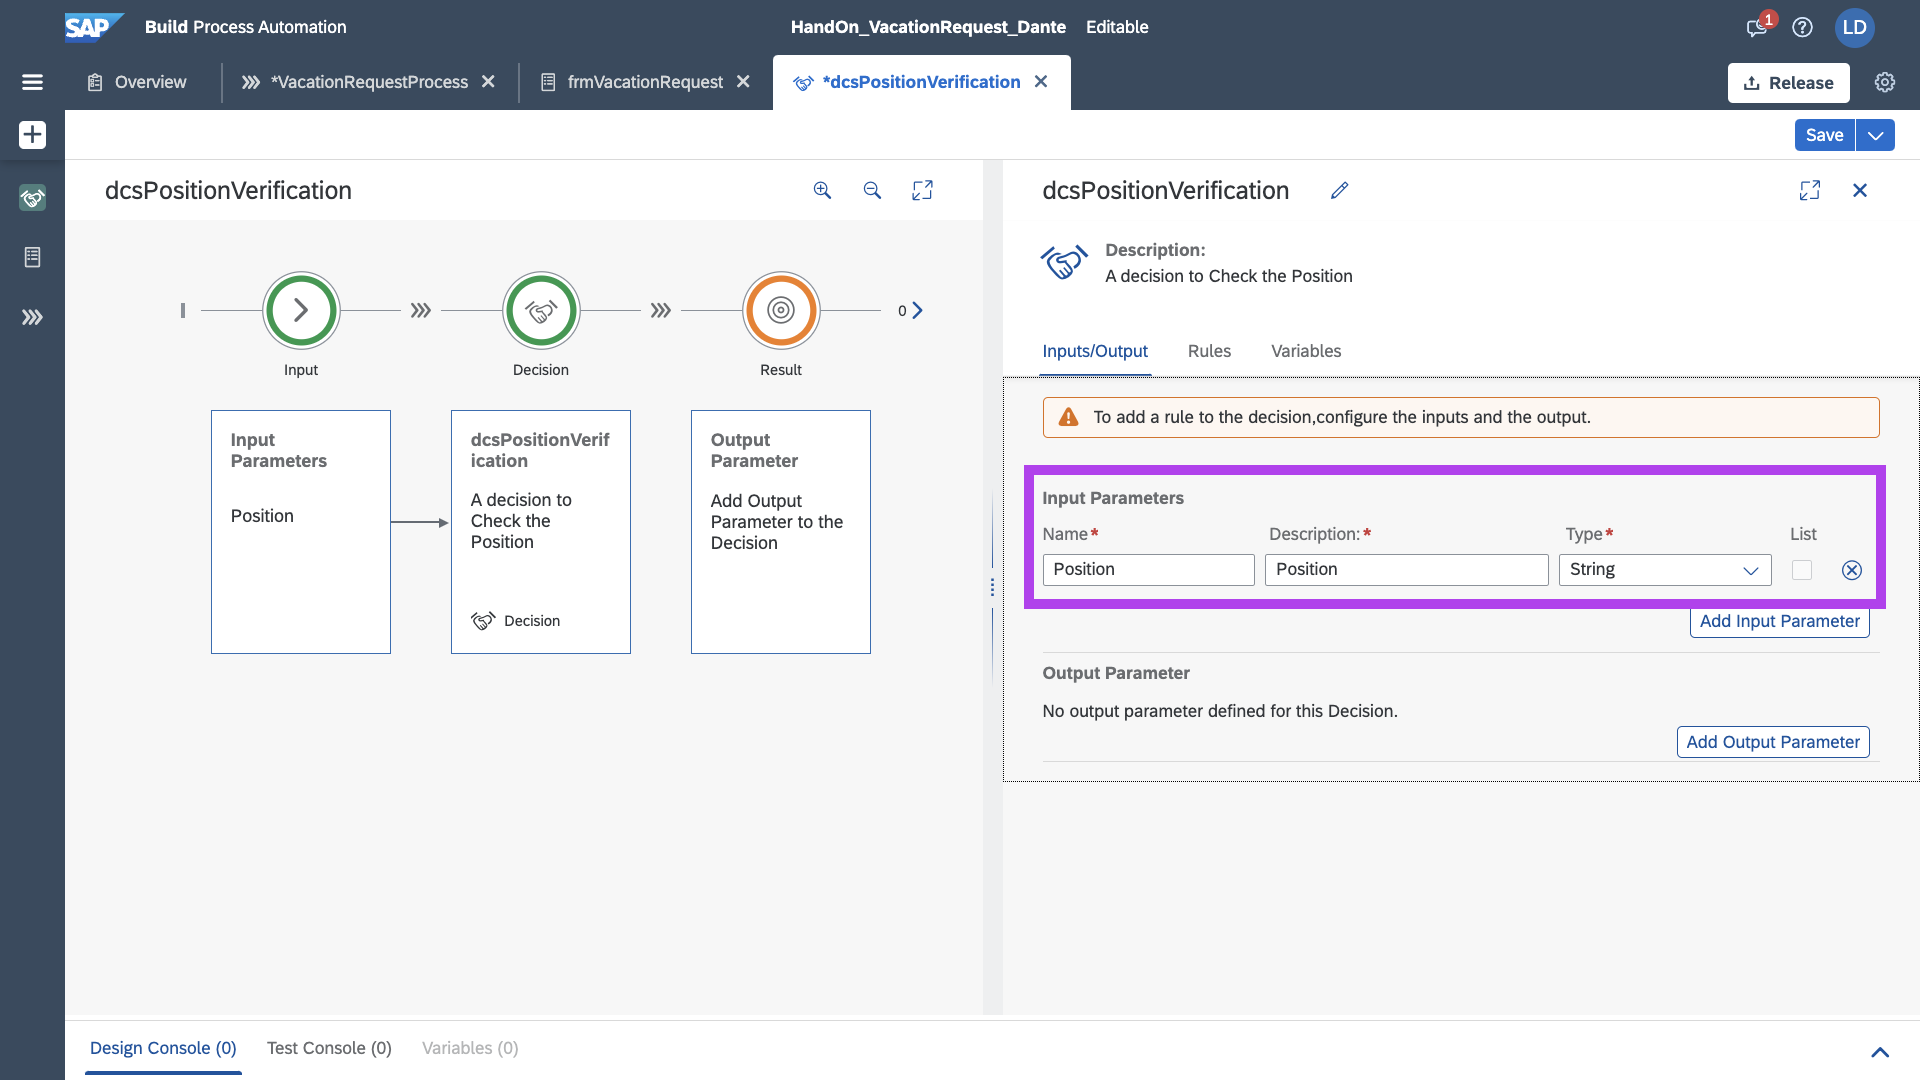 SAP Build Process Automation
HandOn_VacationRequest_Dante Editable
1
LD
Overview
*VacationRequestProcess
frmVacationRequest
*dcsPositionVerification
Release
Save
dcsPositionVerification
Input
Decision
Result
0
Input
Parameters
Position
dcsPositionVerif
ication
A decision to
Check the
Position
Decision
Output
Parameter
Add Output
Parameter to the
Decision
dcsPositionVerification
Description:
A decision to Check the Position
Inputs/Output Rules Variables
To add a rule to the decision,configure the inputs and the output.
Input Parameters
Name* Description:* Type* List
Position Position String
Add Input Parameter
Output Parameter
No output parameter defined for this Decision.
Add Output Parameter
Design Console (0) Test Console (0) Variables (0)